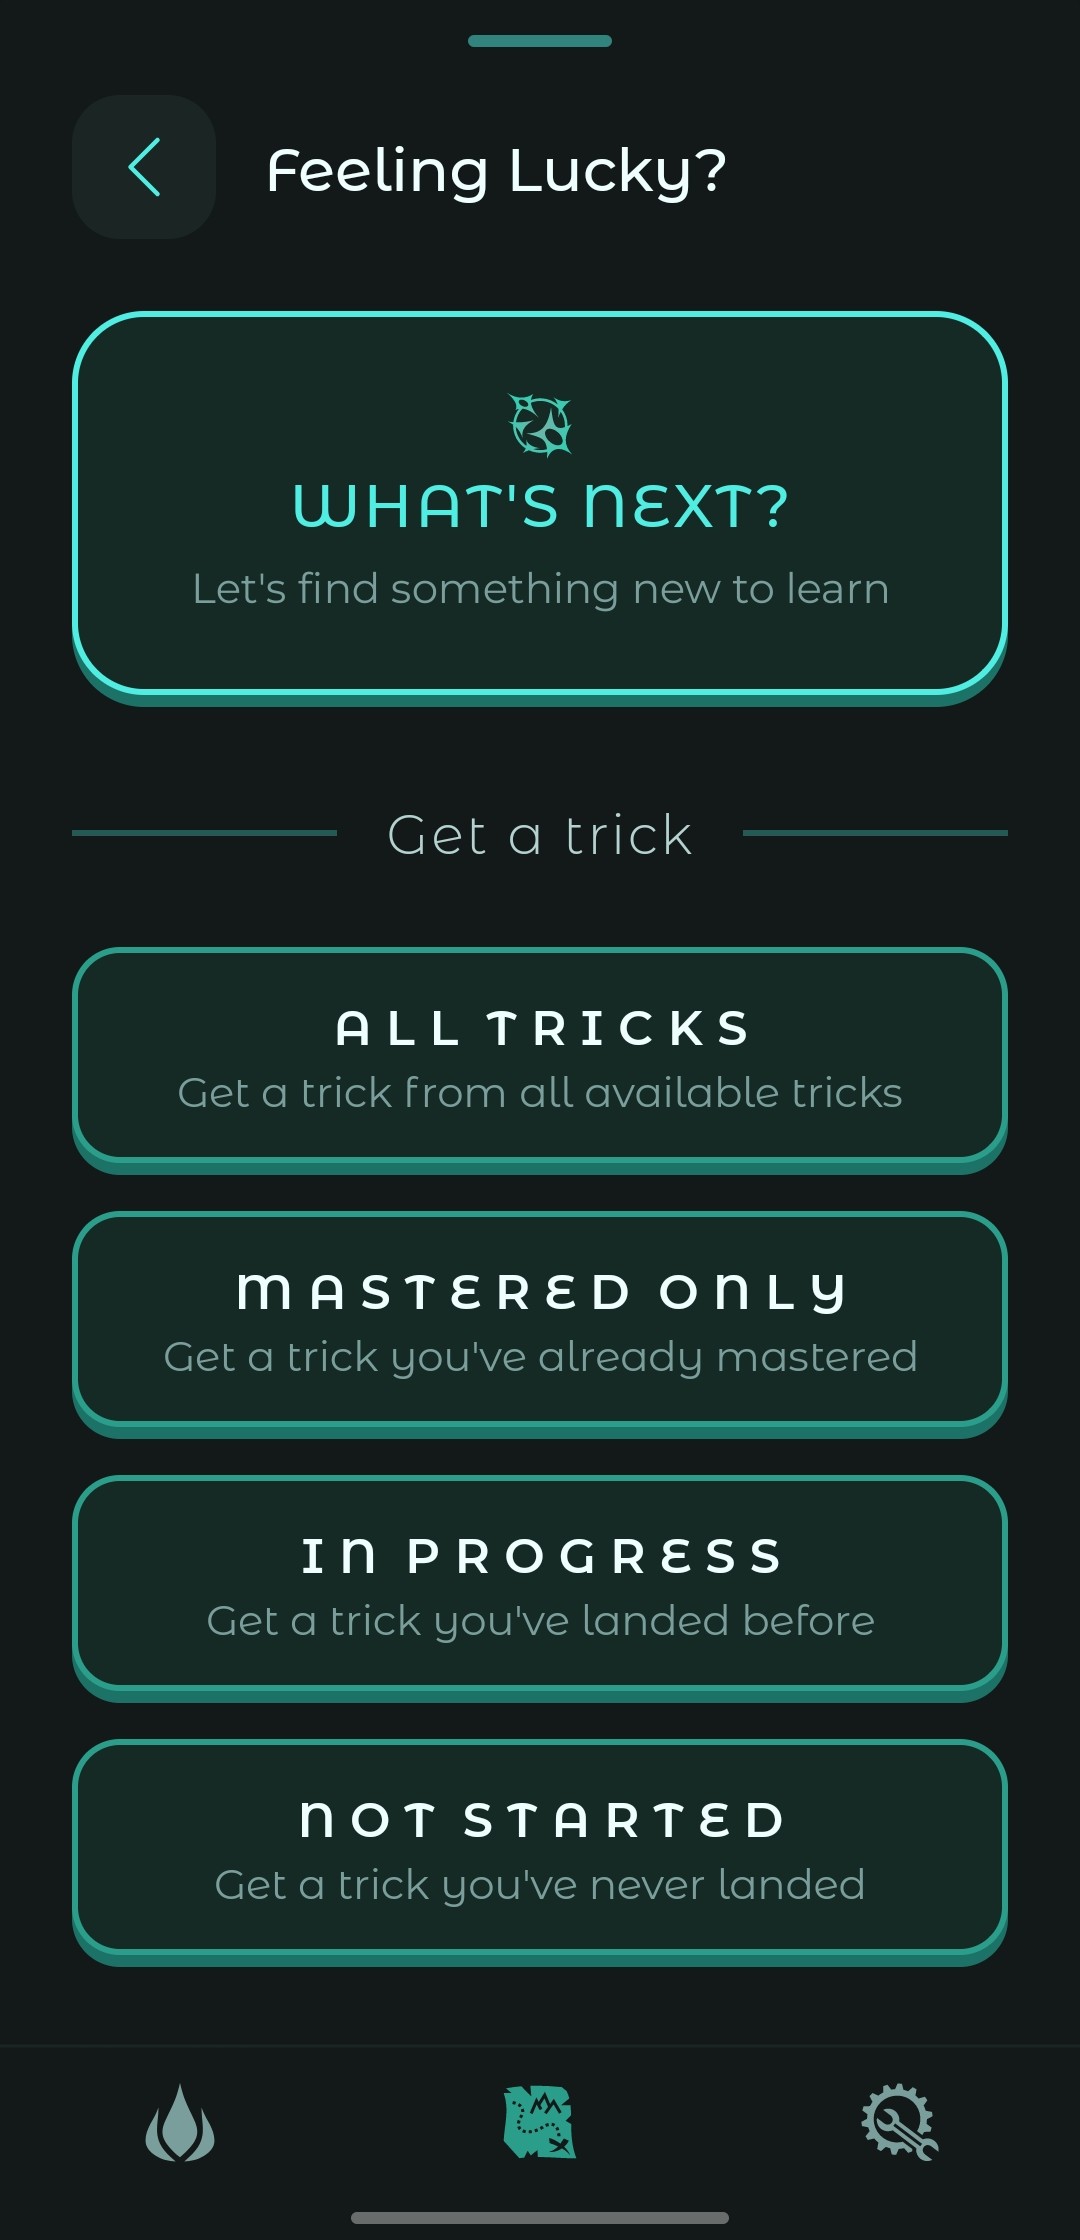 Feeling Lucky?
WHAT'S NEXT?
Let's find something new to learn
Get a trick
ALL TRICKS
Get a trick from all available tricks
MASTERED ONLY
Get a trick you've already mastered
IN PROGRESS
Get a trick you've landed before
NOT STARTED
Get a trick you've never landed